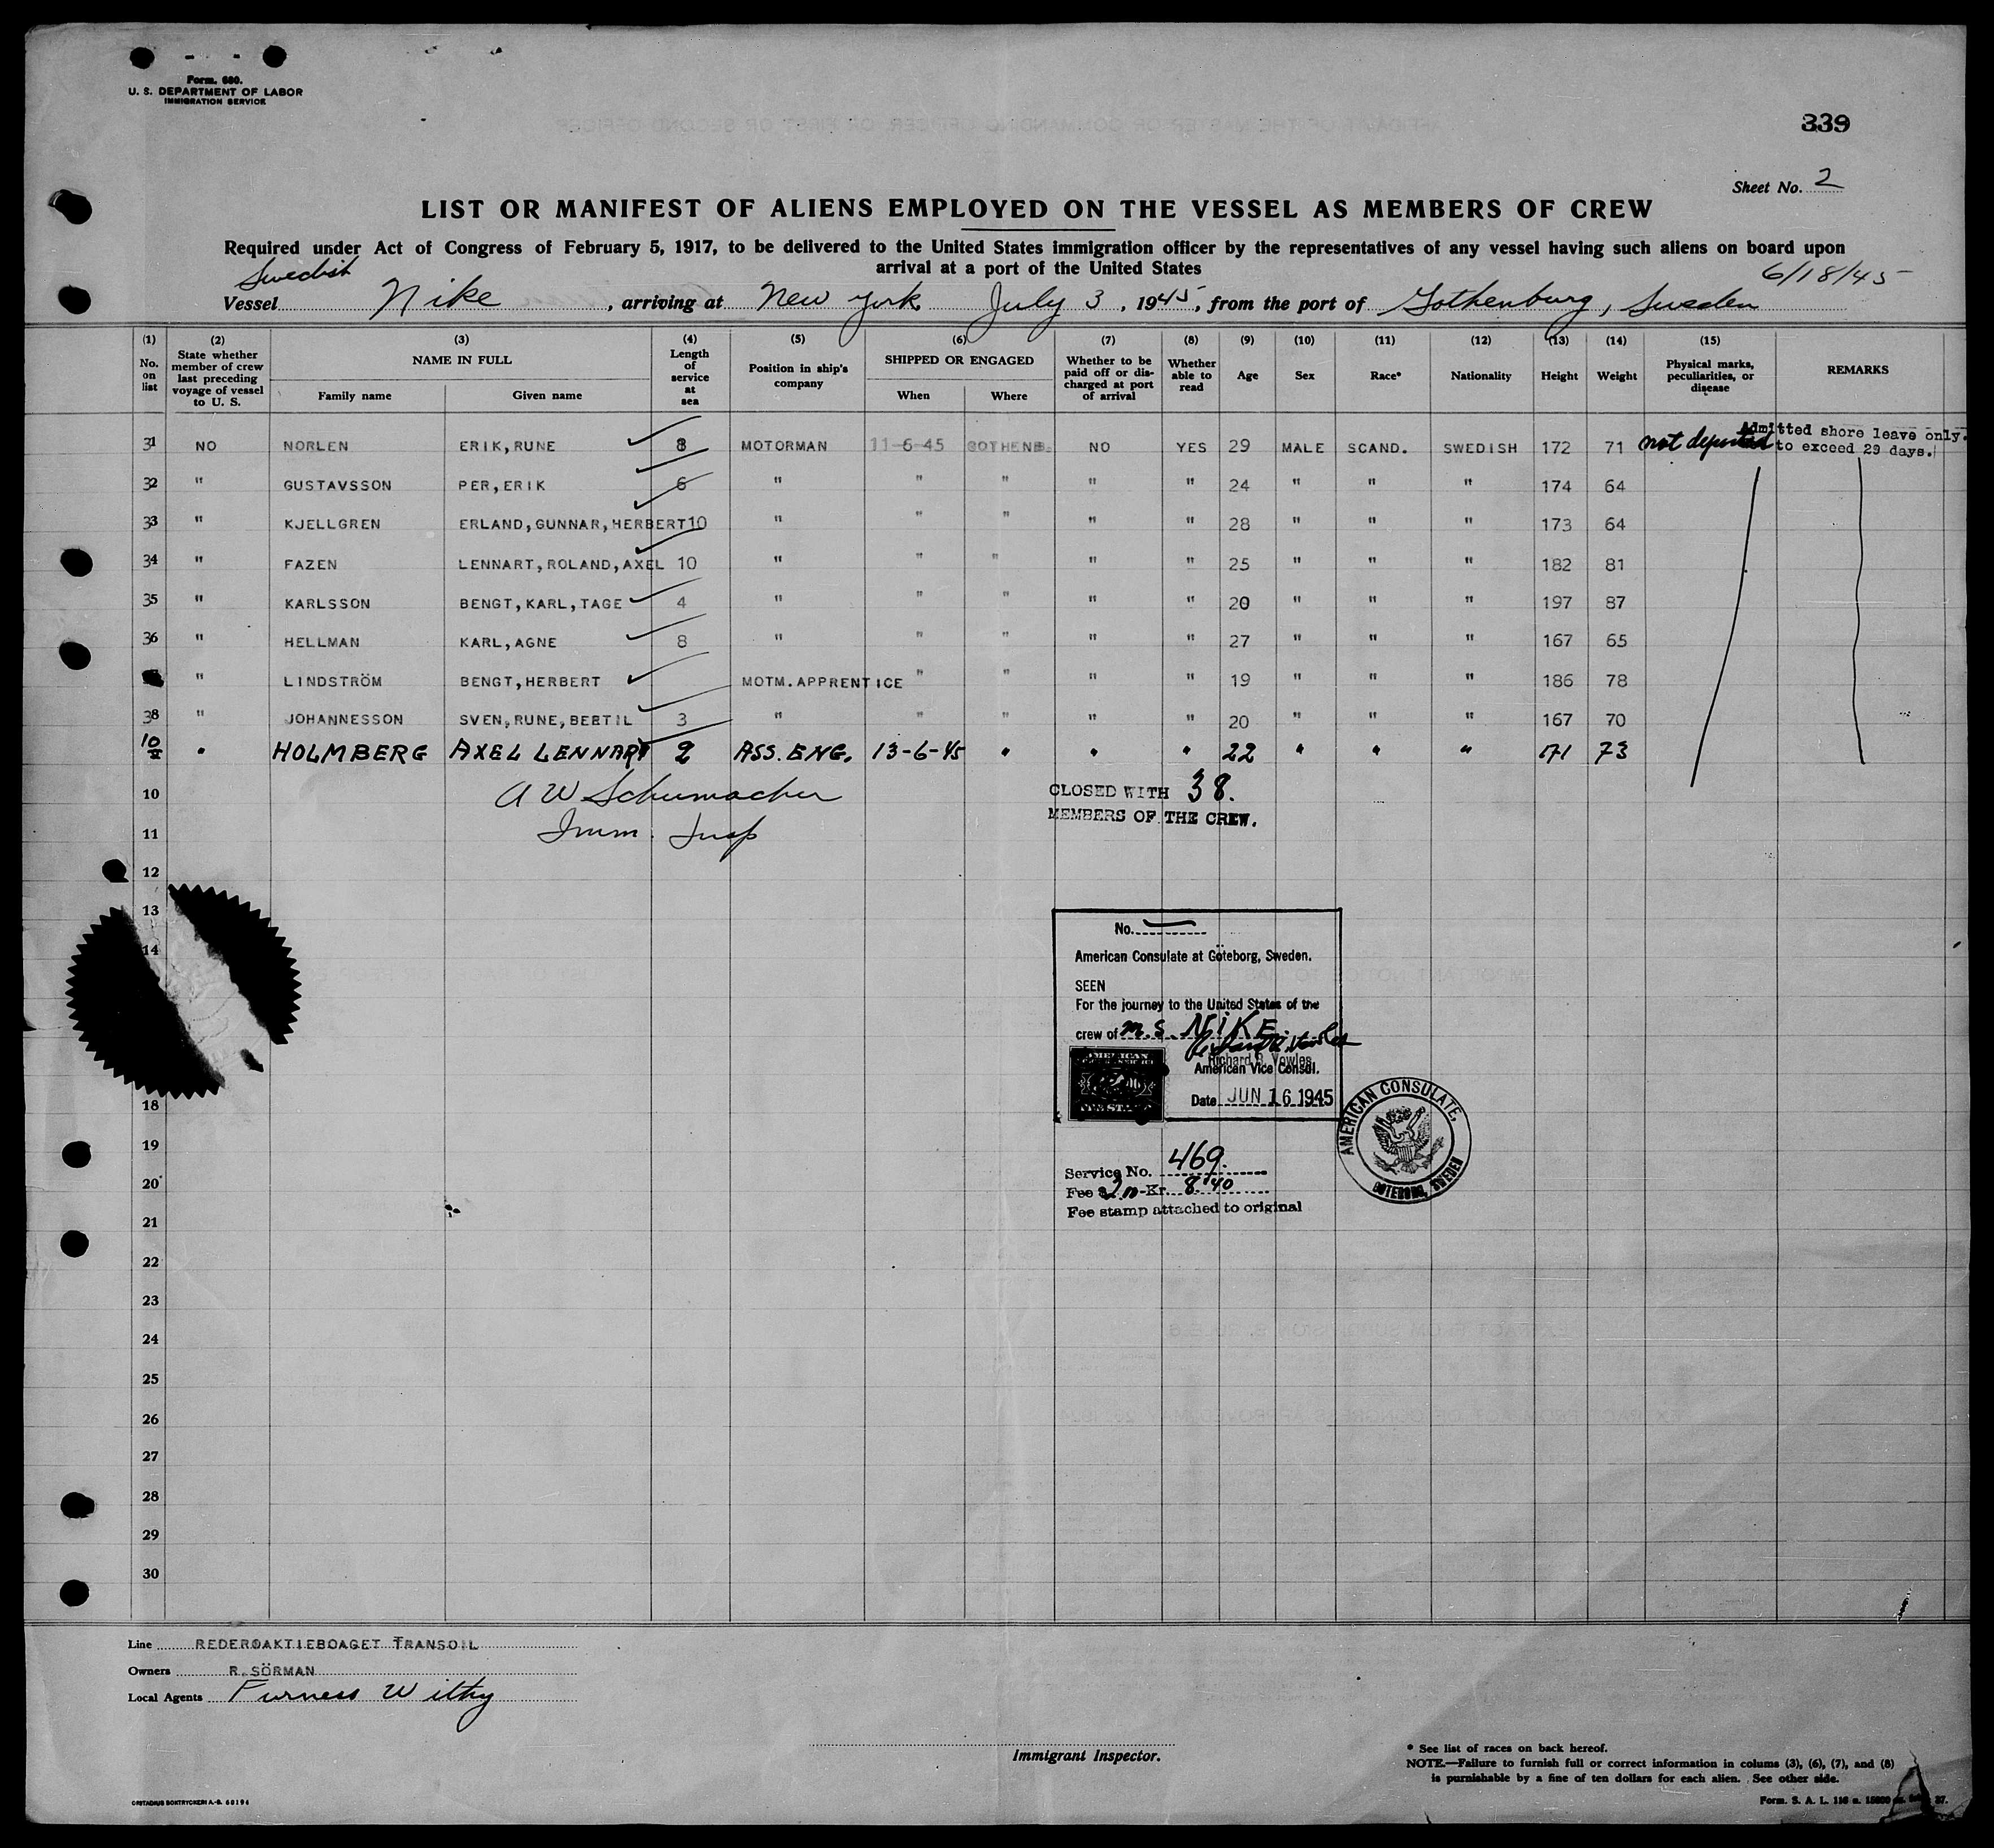 Form. 680.
U. S. DEPARTMENT OF LABOR
IMMIGRATION SERVICE
339
Sheet No. 2
LIST OR MANIFEST OF ALIENS EMPLOYED ON THE VESSEL AS MEMBERS OF CREW
Required under Act of Congress of February 5, 1917, to be delivered to the United States immigration officer by the representatives of any vessel having such aliens on board upon
arrival at a port of the United States
Swedish
6/18/45
Vessel Nike, arriving at New York July 3, 1945, from the port of Gothenburg, Sweden
(1) No. on list
(2) State whether member of crew last preceding voyage of vessel to U. S.
(3) NAME IN FULL
Family name
Given name
(4) Length of service at sea
(5) Position in ship's company
(6) SHIPPED OR ENGAGED
When
Where
(7) Whether to be paid off or discharged at port of arrival
(8) Whether able to read
(9) Age
(10) Sex
(11) Race*
(12) Nationality
(13) Height
(14) Weight
(15) Physical marks, peculiarities, or disease
REMARKS
31 NO NORLEN ERIK,RUNE 8 MOTORMAN 11-6-45 GOTHENB. NO YES 29 MALE SCAND. SWEDISH 172 71 not deported Admitted shore leave only.
to exceed 29 days.
32 " GUSTAVSSON PER,ERIK 6 " " " " " 24 " " " 174 64
33 " KJELLGREN ERLAND,GUNNAR,HERBERT 10 " " " " " 28 " " " 173 64
34 " FAZEN LENNART,ROLAND,AXEL 10 " " " " " 25 " " " 182 81
35 " KARLSSON BENGT,KARL,TAGE 4 " " " " " 20 " " " 197 87
36 " HELLMAN KARL,AGNE 8 " " " " " 27 " " " 167 65
" LINDSTRÖM BENGT,HERBERT MOTM.APPRENTICE " " " " 19 " " " 186 78
38 " JOHANNESSON SVEN,RUNE,BERTIL 3 " " " " " 20 " " " 167 70
10 " HOLMBERG AXEL LENNART 2 ASS. ENG. 13-6-45 " " " 22 " " " 171 73
10 A W Schumacher
CLOSED WITH 38.
11 Imm. Insp
MEMBERS OF THE CREW.
12
13
14
18
19
20
21
22
23
24
25
26
27
28
29
30
No.
American Consulate at Göteborg, Sweden.
SEEN
For the journey to the United States of the
crew of M.S. NIKE
Richard B. Vowles
American Vice Consul.
Date JUN 16 1945
AMERICAN CONSULATE,
GOTEBORG, SWEDEN
Service No. 469.
Fee $ 2,00 -Kr. 8.40
Fee stamp attached to original
Line REDEROAKTIEBOAGET TRANSOIL
Owners R. SÖRMAN
Local Agents Furness Withy
Immigrant Inspector.
* See list of races on back hereof.
NOTE.—Failure to furnish full or correct information in colums (3), (6), (7), and (8)
is purnishable by a fine of ten dollars for each alien. See other side.
Form. S. A. L. 116